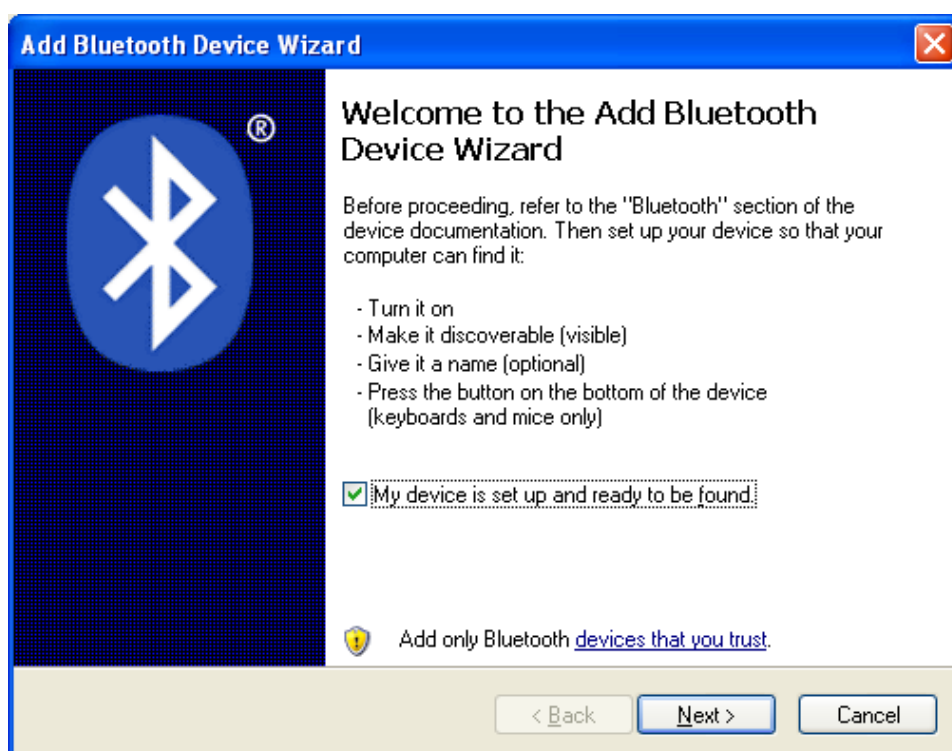 Add Bluetooth Device Wizard
®
Welcome to the Add Bluetooth
Device Wizard
Before proceeding, refer to the "Bluetooth" section of the
device documentation. Then set up your device so that your
computer can find it:
- Turn it on
- Make it discoverable (visible)
- Give it a name (optional)
- Press the button on the bottom of the device
(keyboards and mice only)
My device is set up and ready to be found.
Add only Bluetooth devices that you trust.
< Back Next > Cancel